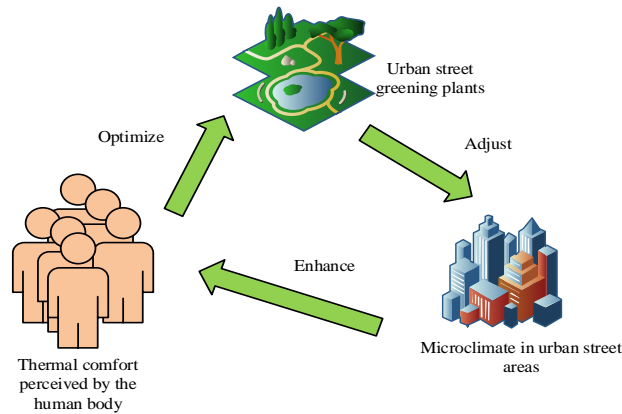 Urban street
greening plants
Optimize
Adjust
Enhance
Thermal comfort
perceived by the
human body
Microclimate in urban street
areas